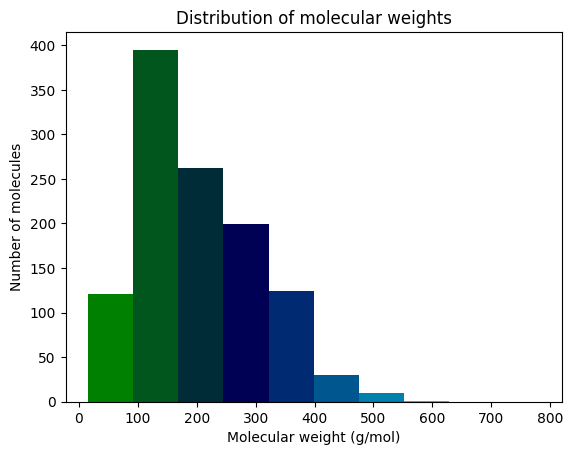 Distribution of molecular weights
400
350
300
250
200
150
100
50
0
Number of molecules
0 100 200 300 400 500 600 700 800
Molecular weight (g/mol)